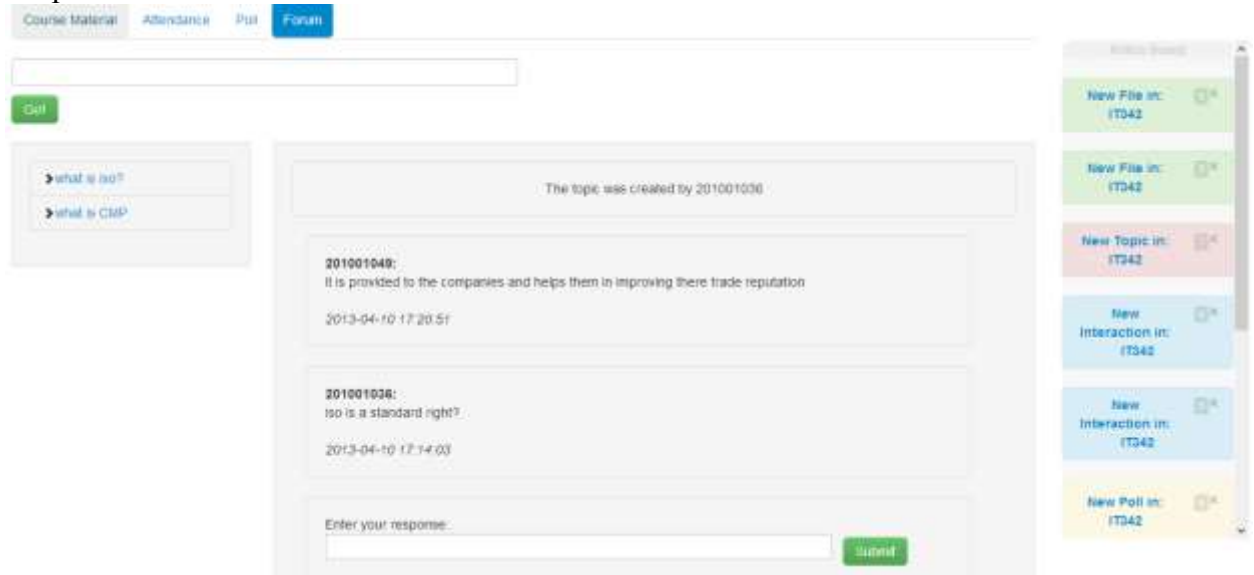 Course Material Attendance Poll Forum
Go!
what is iso?
what is CMP
The topic was created by 201001036
201001049:
It is provided to the companies and helps them in improving there trade reputation
2013-04-10 17:20:51
201001036:
iso is a standard right?
2013-04-10 17:14:03
Enter your response:
Submit
New File in:
IT342
New File in:
IT342
New Topic in:
IT342
New
Interaction in:
IT342
New
Interaction in:
IT342
New Poll in:
IT342